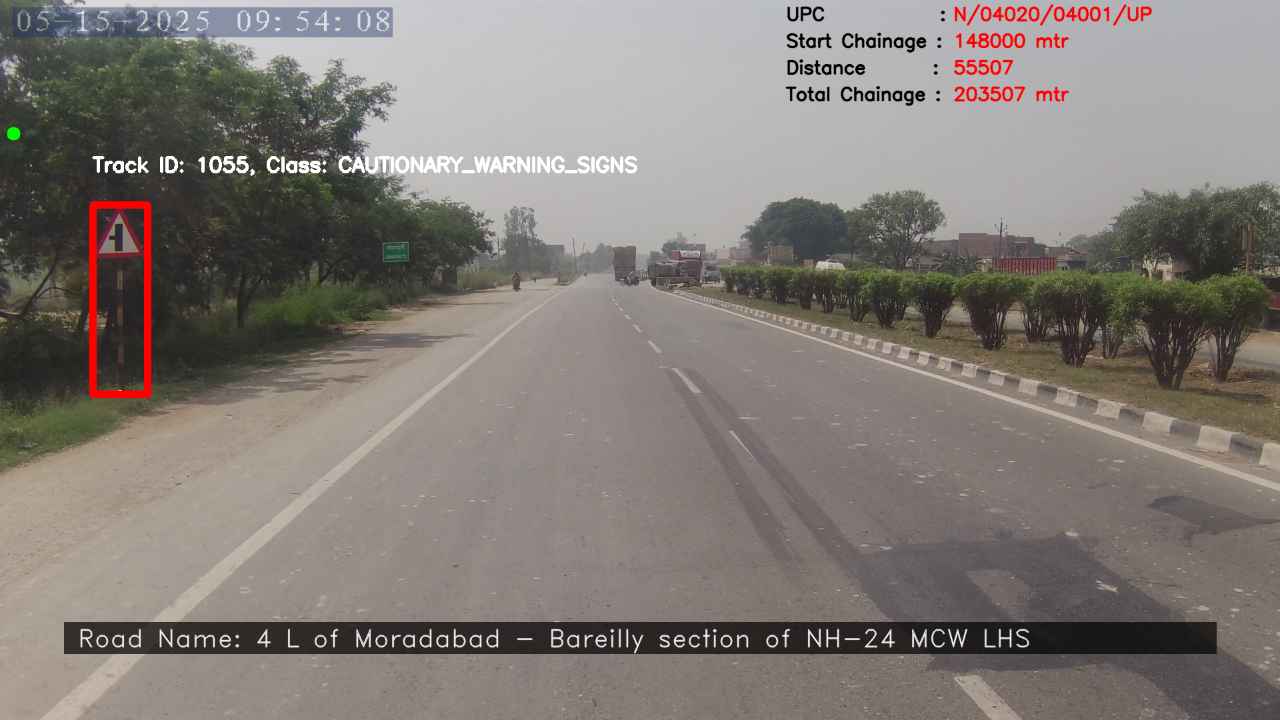 05-15-2025 09:54:08
UPC : N/04020/04001/UP
Start Chainage : 148000 mtr
Distance : 55507
Total Chainage : 203507 mtr
Track ID: 1055, Class: CAUTIONARY_WARNING_SIGNS
Road Name: 4 L of Moradabad - Bareilly section of NH-24 MCW LHS